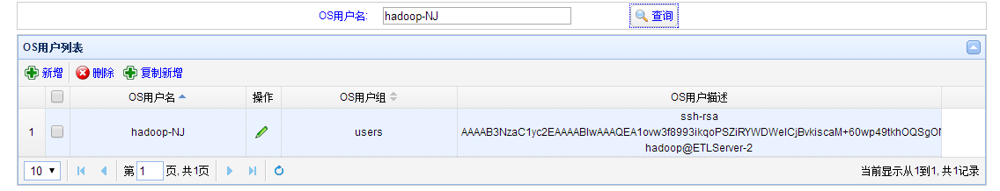 OS用户名: hadoop-NJ 查询
OS用户列表
新增 删除 复制新增
OS用户名 操作 OS用户组 OS用户描述
ssh-rsa
1 hadoop-NJ users AAAAB3NzaC1yc2EAAAABIwAAAQEA1ovw3f8993ikqoPSZiRYWDWelCjBvkiscaM+60wp49tkhOQSgOM
hadoop@ETLServer-2
10 第 1 页, 共1页 当前显示从1到1, 共1记录